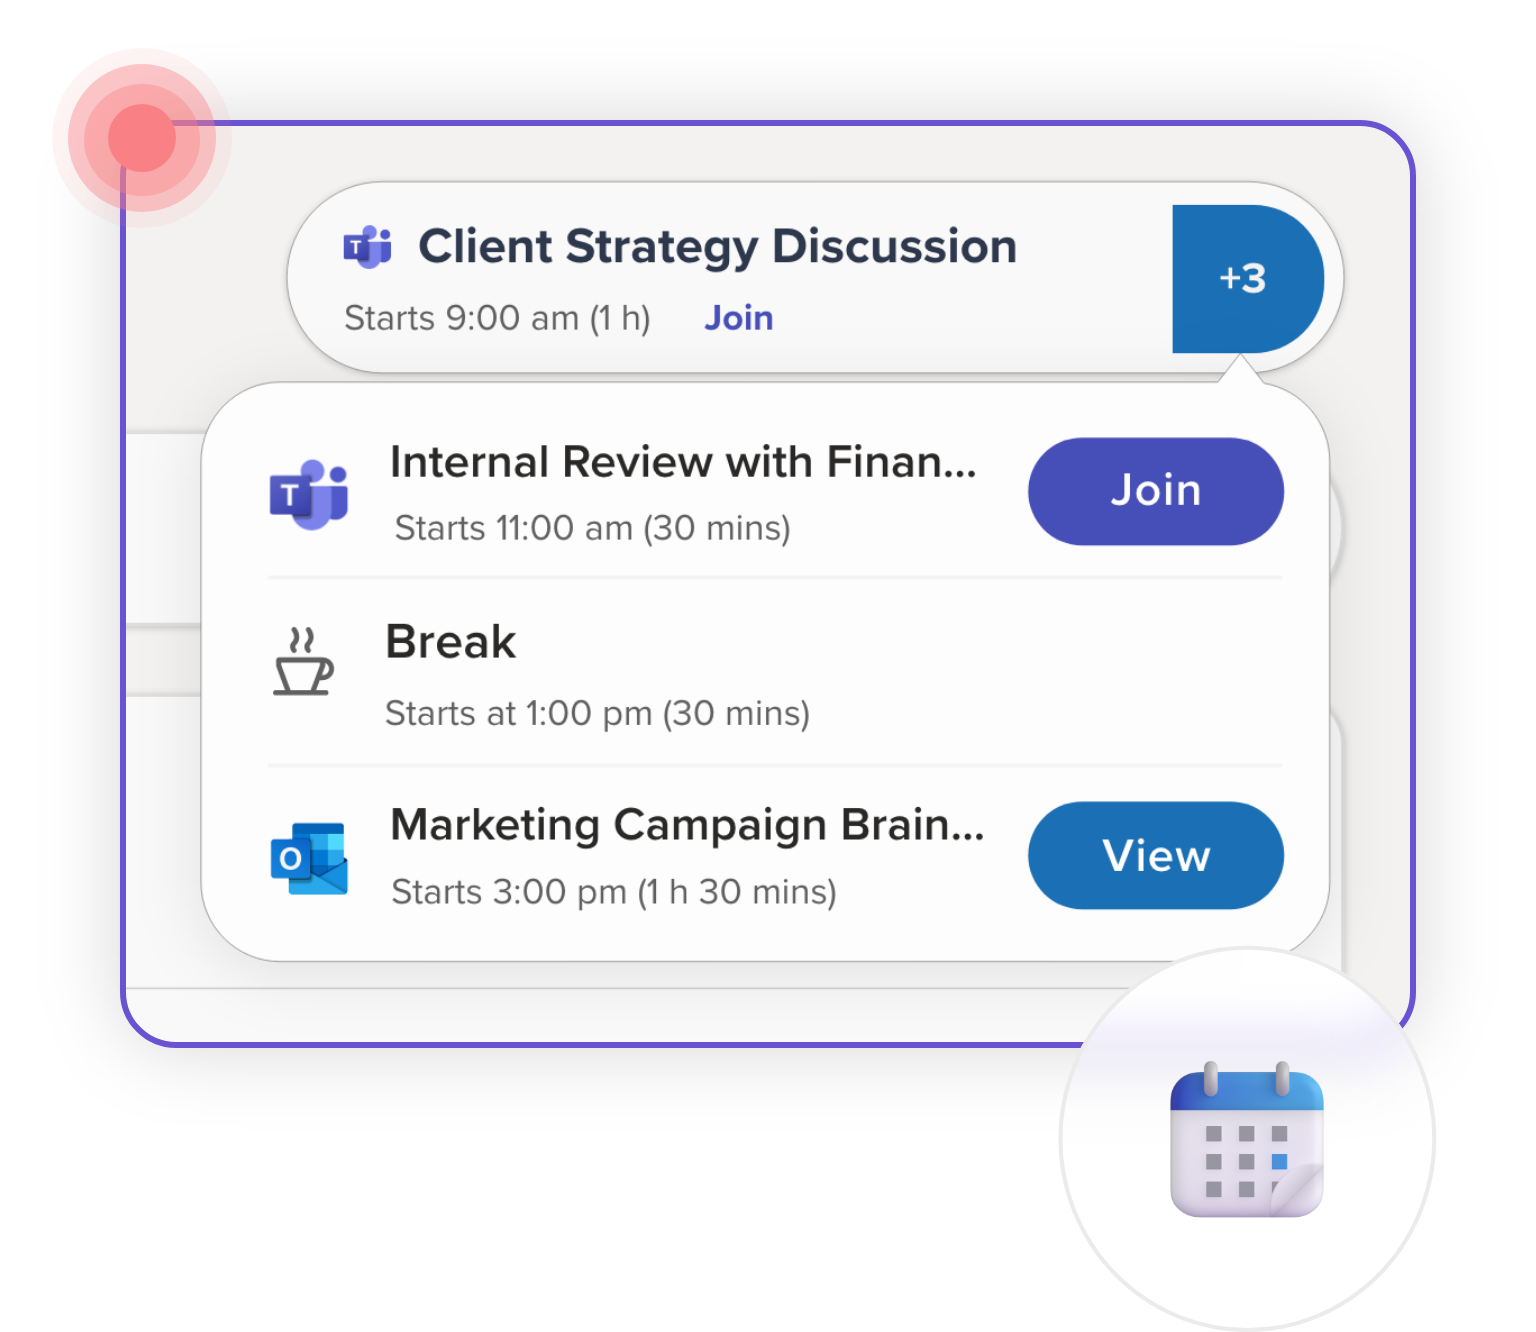 Client Strategy Discussion
Starts 9:00 am (1 h) Join
+3
Internal Review with Finan...
Join
Starts 11:00 am (30 mins)
Break
Starts at 1:00 pm (30 mins)
Marketing Campaign Brain...
View
Starts 3:00 pm (1 h 30 mins)
T
T
O